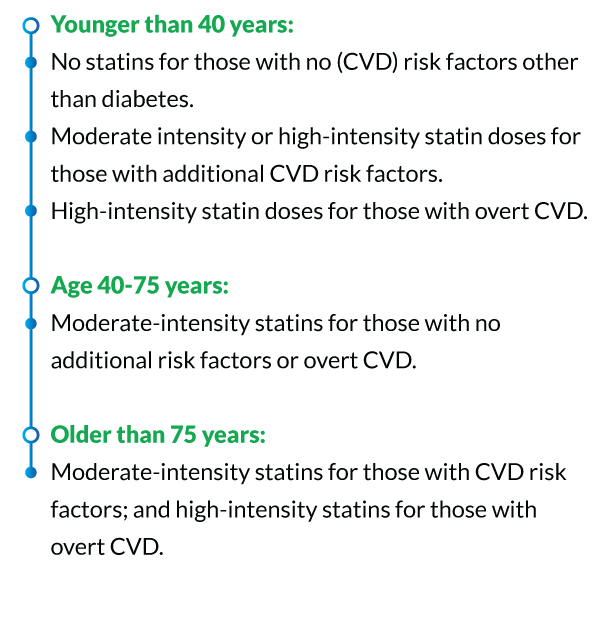 Younger than 40 years:
No statins for those with no (CVD) risk factors other
than diabetes.
Moderate intensity or high-intensity statin doses for
those with additional CVD risk factors.
High-intensity statin doses for those with overt CVD.
Age 40-75 years:
Moderate-intensity statins for those with no
additional risk factors or overt CVD.
Older than 75 years:
Moderate-intensity statins for those with CVD risk
factors; and high-intensity statins for those with
overt CVD.